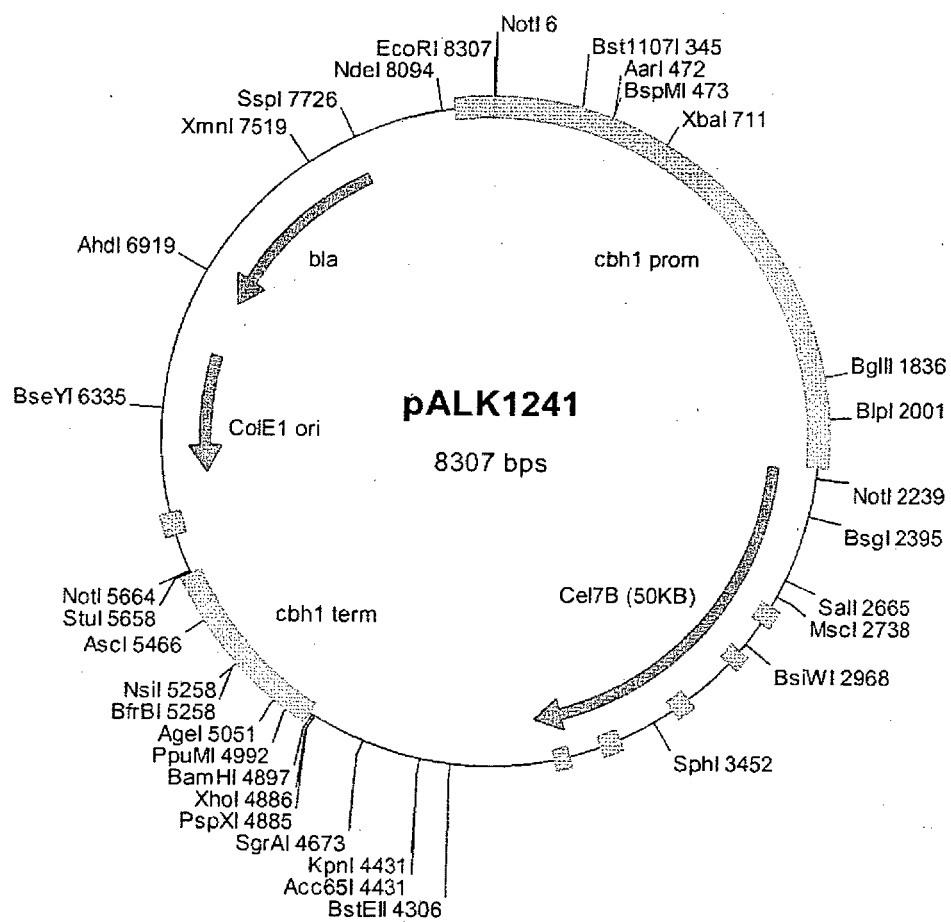 NotI 6
EcoRI 8307
Bst1107I 345
NdeI 8094
AarI 472
BspMI 473
SspI 7726
XbaI 711
XmnI 7519
AhdI 6919
bla
cbh1 prom
BglII 1836
BseYI 6335
pALK1241
BlpI 2001
ColE1 ori
8307 bps
NotI 2239
BsgI 2395
NotI 5664
Cel7B (50KB)
SalI 2665
StuI 5658
cbh1 term
MscI 2738
AscI 5466
BsiWI 2968
NsiI 5258
BfrBI 5258
AgeI 5051
SphI 3452
PpuMI 4992
BamHI 4897
XhoI 4886
PspXI 4885
SgrAI 4673
KpnI 4431
Acc65I 4431
BstEII 4306